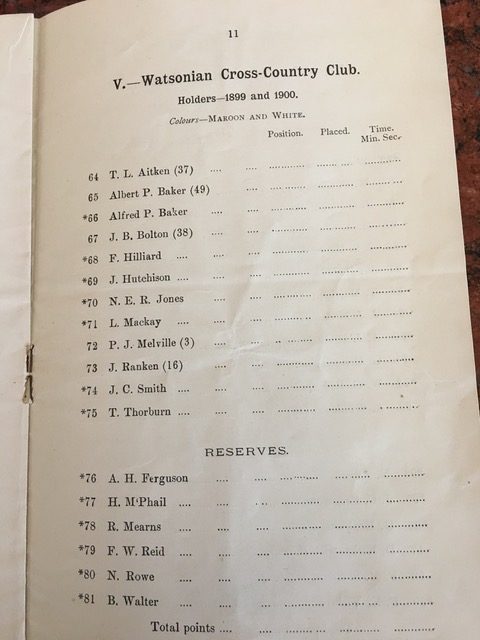 11
V.—Watsonian Cross-Country Club.
Holders—1899 and 1900.
Colours—MAROON AND WHITE.
Position. Placed. Time.
Min. Sec.
64 T. L. Aitken (37) .... .... ............ ......... ............
65 Albert P. Baker (49) .... ............ ......... ............
*66 Alfred P. Baker .... .... ............ ......... ............
67 J. B. Bolton (38) .... .... ............ ......... ............
*68 F. Hilliard .... .... .... ............ ......... ............
*69 J. Hutchison .... .... .... ............ ......... ............
*70 N. E. R. Jones .... .... ............ ......... ............
*71 L. Mackay .... .... .... ............ ......... ............
72 P. J. Melville (3) .... .... ............ ......... ............
73 J. Ranken (16) .... .... ............ ......... ............
*74 J. C. Smith .... .... .... ............ ......... ............
*75 T. Thorburn .... .... .... ............ ......... ............
RESERVES.
*76 A. H. Ferguson .... .... ............ ......... ............
*77 H. M'Phail .... .... .... ............ ......... ............
*78 R. Mearns .... .... .... ............ ......... ............
*79 F. W. Reid .... .... .... ............ ......... ............
*80 N. Rowe .... .... .... ............ ......... ............
*81 B. Walter .... .... .... ............ ......... ............
Total points .... .... ............ ......... ............